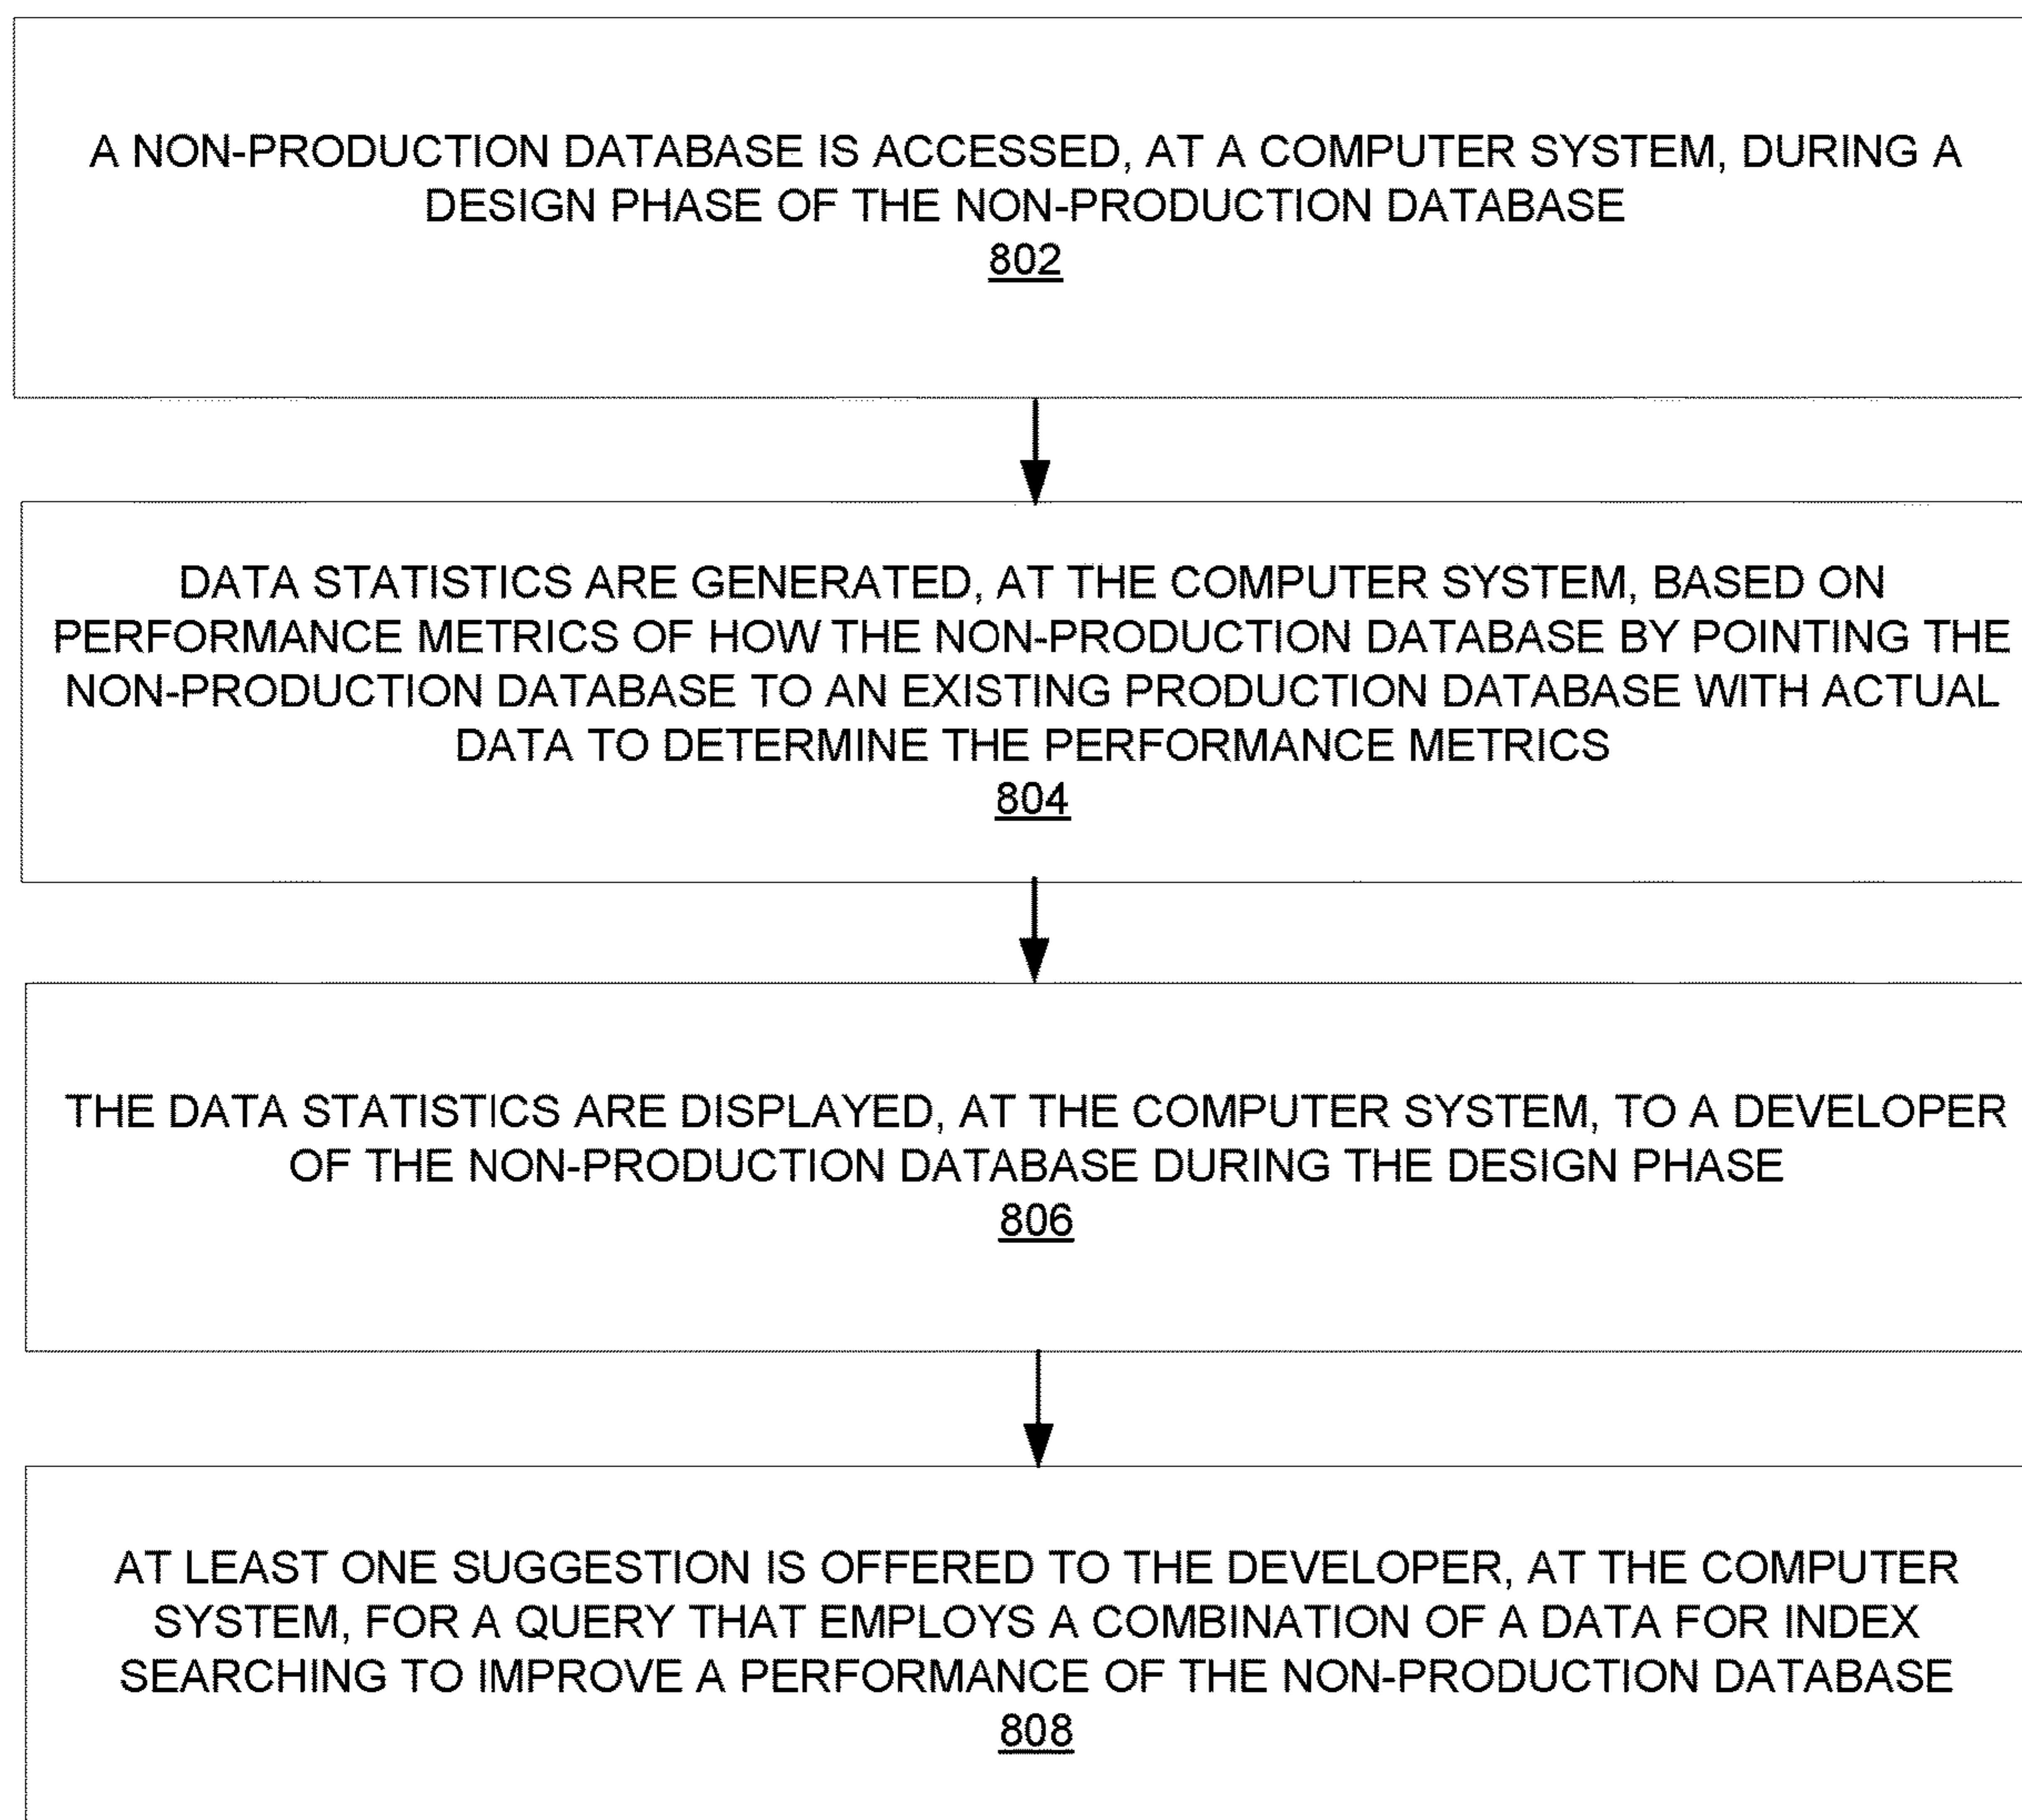 A NON-PRODUCTION DATABASE IS ACCESSED, AT A COMPUTER SYSTEM, DURING A
DESIGN PHASE OF THE NON-PRODUCTION DATABASE
802
DATA STATISTICS ARE GENERATED, AT THE COMPUTER SYSTEM, BASED ON
PERFORMANCE METRICS OF HOW THE NON-PRODUCTION DATABASE BY POINTING THE
NON-PRODUCTION DATABASE TO AN EXISTING PRODUCTION DATABASE WITH ACTUAL
DATA TO DETERMINE THE PERFORMANCE METRICS
804
THE DATA STATISTICS ARE DISPLAYED, AT THE COMPUTER SYSTEM, TO A DEVELOPER
OF THE NON-PRODUCTION DATABASE DURING THE DESIGN PHASE
806
AT LEAST ONE SUGGESTION IS OFFERED TO THE DEVELOPER, AT THE COMPUTER
SYSTEM, FOR A QUERY THAT EMPLOYS A COMBINATION OF A DATA FOR INDEX
SEARCHING TO IMPROVE A PERFORMANCE OF THE NON-PRODUCTION DATABASE
808